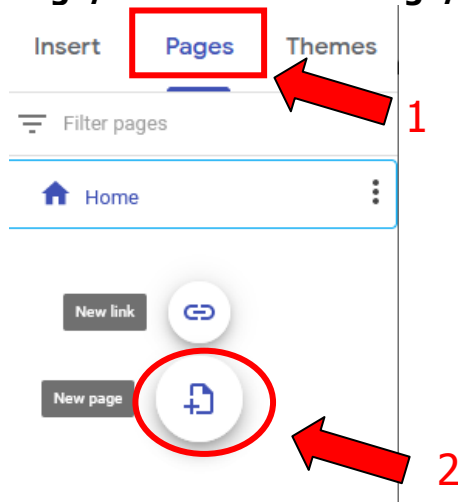 Insert Pages Themes
1
Filter pages
Home
New link
New page
2